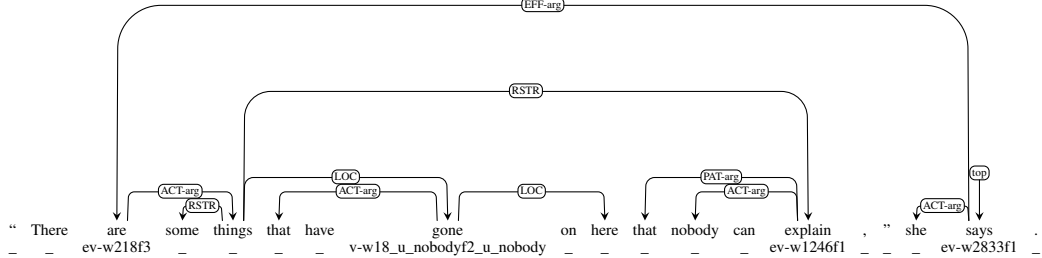 EFF-arg
RSTR
LOC PAT-arg top
ACT-arg ACT-arg LOC ACT-arg ACT-arg
RSTR
“ There are some things that have gone on here that nobody can explain , ” she says .
_ _ ev-w218f3 _ _ _ _ v-w18_u_nobodyf2_u_nobody _ _ _ _ _ ev-w1246f1 _ _ _ ev-w2833f1 _